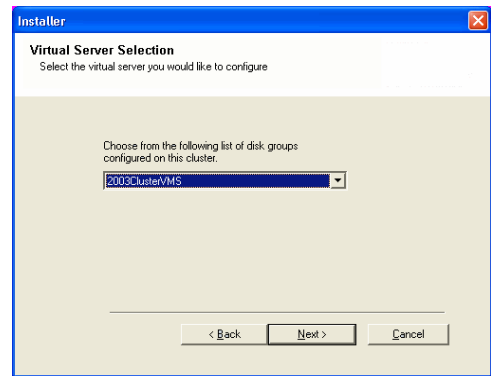 Installer
Virtual Server Selection
Select the virtual server you would like to configure
Choose from the following list of disk groups
configured on this cluster.
2003ClusterVMS
< Back
Next >
Cancel